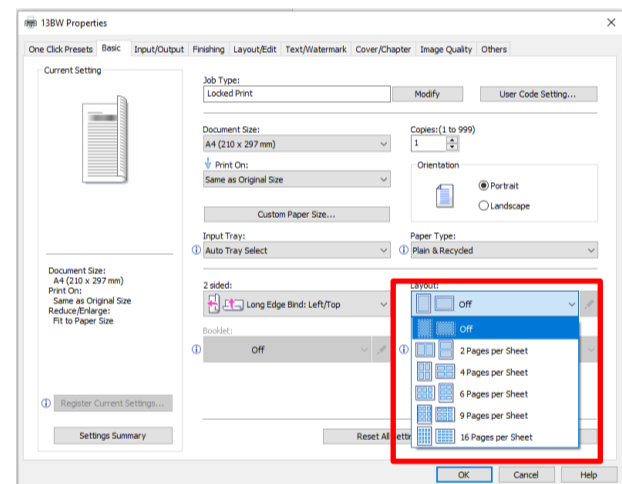 13BW Properties
One Click Presets Basic Input/Output Finishing Layout/Edit Text/Watermark Cover/Chapter Image Quality Others
Current Setting
Job Type:
Locked Print Modify User Code Setting...
Document Size: Copies:(1 to 999)
A4 (210 x 297 mm) 1
Print On: Orientation
Same as Original Size Portrait
Landscape
Custom Paper Size...
Input Tray: Paper Type:
Auto Tray Select Plain & Recycled
Document Size:
A4 (210 x 297 mm)
Print On:
Same as Original Size
Reduce/Enlarge:
Fit to Paper Size
2 sided: Layout:
Long Edge Bind: Left/Top Off
Booklet: Off
Off 2 Pages per Sheet
4 Pages per Sheet
6 Pages per Sheet
9 Pages per Sheet
16 Pages per Sheet
Register Current Settings...
Settings Summary Reset All
OK Cancel Help